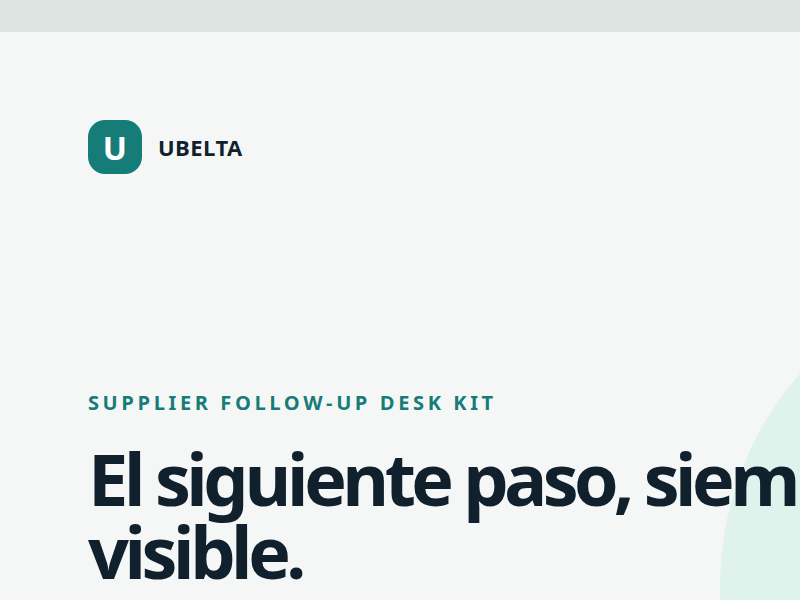 U
UBELTA
SUPPLIER FOLLOW-UP DESK KIT
El siguiente paso, siem
visible.